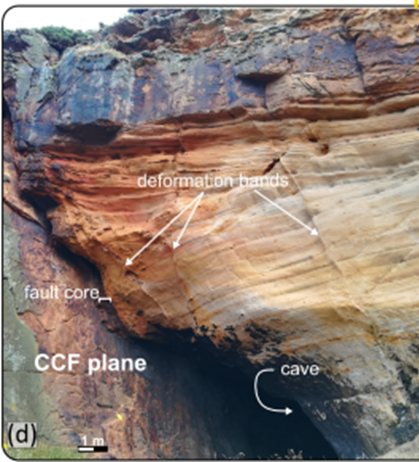 deformation bands
fault core
CCF plane
cave
(d)
1 m